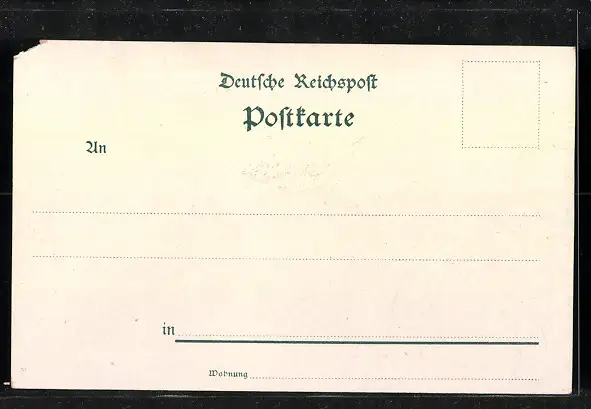 Deutſche Reichspoſt
Poſtkarte
An
in
Wohnung